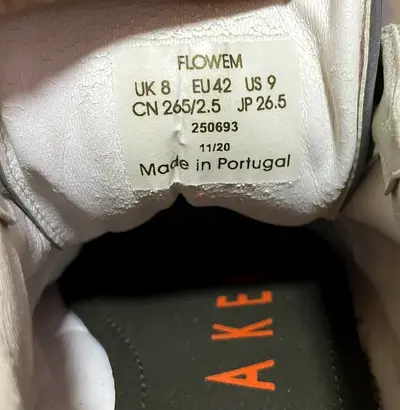 FLOWEM
UK 8 EU 42 US 9
CN 265/2.5 JP 26.5
250693
11/20
Made in Portugal
AKE